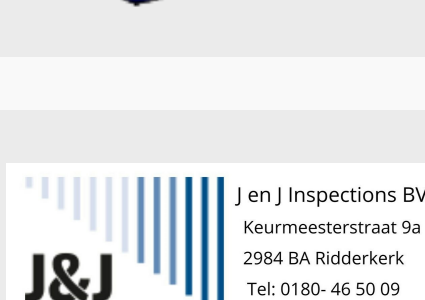 J en J Inspections BV
Keurmeesterstraat 9a
2984 BA Ridderkerk
Tel: 0180- 46 50 09
J&J